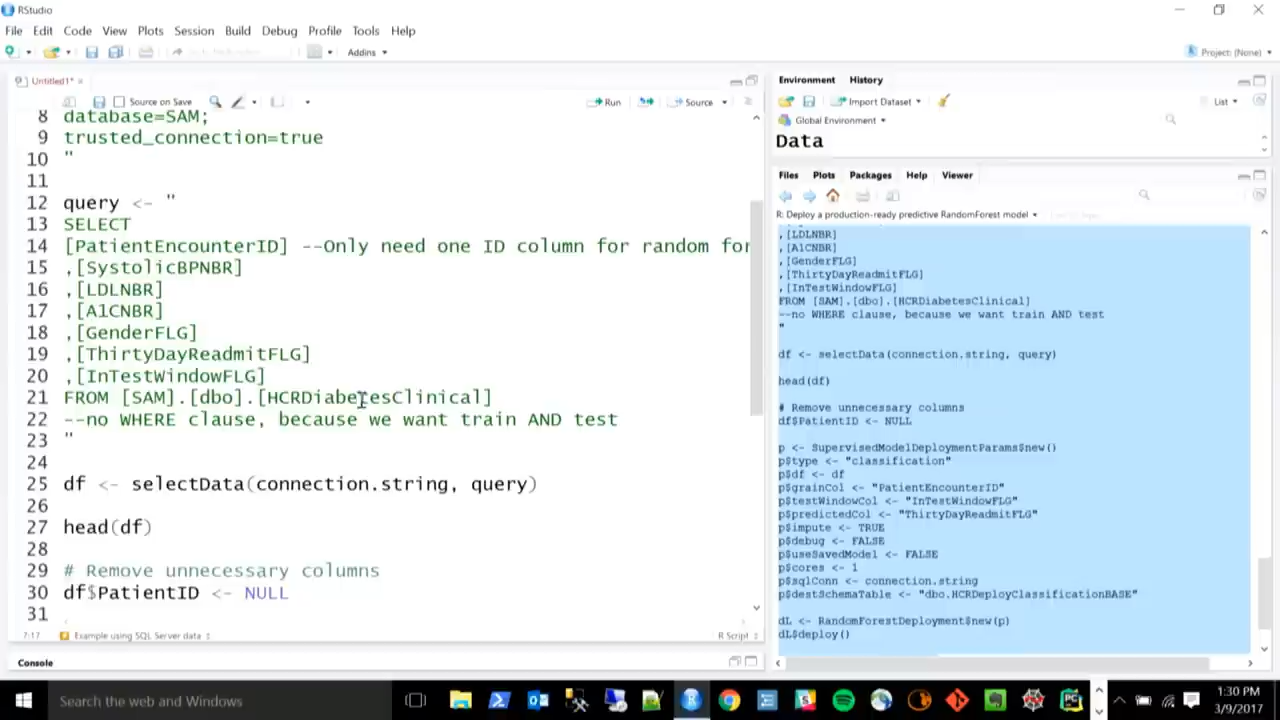 RStudio
File Edit Code View Plots Session Build Debug Profile Tools Help
Addins
Project: (None)
Untitled1*
Source on Save
Run
Source
8 database=SAM;
9 trusted_connection=true
10 "
11
12 query <- "
13 SELECT
14 [PatientEncounterID] --Only need one ID column for random for
15 ,[SystolicBPNBR]
16 ,[LDLNBR]
17 ,[A1CNBR]
18 ,[GenderFLG]
19 ,[ThirtyDayReadmitFLG]
20 ,[InTestWindowFLG]
21 FROM [SAM].[dbo].[HCRDiabetesClinical]
22 --no WHERE clause, because we want train AND test
23 "
24
25 df <- selectData(connection.string, query)
26
27 head(df)
28
29 # Remove unnecessary columns
30 df$PatientID <- NULL
31
7:17 Example using SQL Server data
R Script
Console
Environment History
Import Dataset
List
Global Environment
Data
Files Plots Packages Help Viewer
R: Deploy a production-ready predictive RandomForest model
,[LDLNBR]
,[A1CNBR]
,[GenderFLG]
,[ThirtyDayReadmitFLG]
,[InTestWindowFLG]
FROM [SAM].[dbo].[HCRDiabetesClinical]
--no WHERE clause, because we want train AND test
"
df <- selectData(connection.string, query)
head(df)
# Remove unnecessary columns
df$PatientID <- NULL
p <- SupervisedModelDeploymentParams$new()
p$type <- "classification"
p$df <- df
p$grainCol <- "PatientEncounterID"
p$testWindowCol <- "InTestWindowFLG"
p$predictedCol <- "ThirtyDayReadmitFLG"
p$impute <- TRUE
p$debug <- FALSE
p$useSavedModel <- FALSE
p$cores <- 1
p$sqlConn <- connection.string
p$destSchemaTable <- "dbo.HCRDeployClassificationBASE"
dL <- RandomForestDeployment$new(p)
dL$deploy()
Search the web and Windows
1:30 PM
3/9/2017